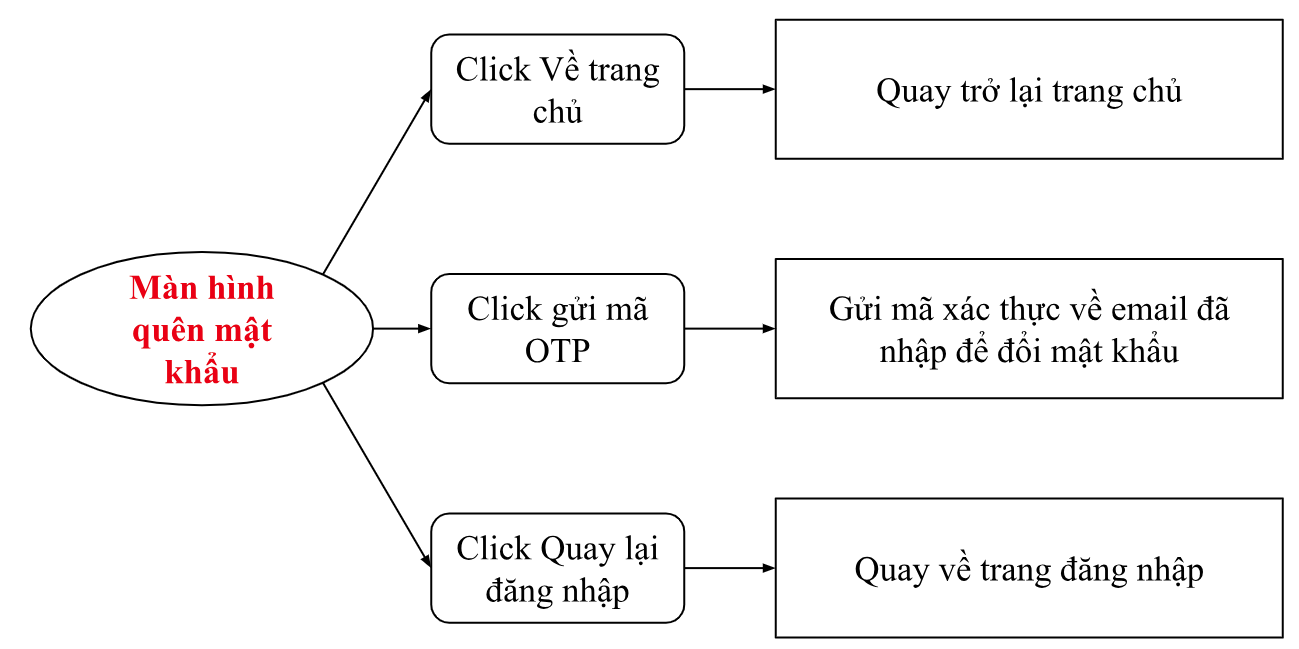 Click Về trang
chủ
Quay trở lại trang chủ
Màn hình
quên mật
khẩu
Click gửi mã
OTP
Gửi mã xác thực về email đã
nhập để đổi mật khẩu
Click Quay lại
đăng nhập
Quay về trang đăng nhập